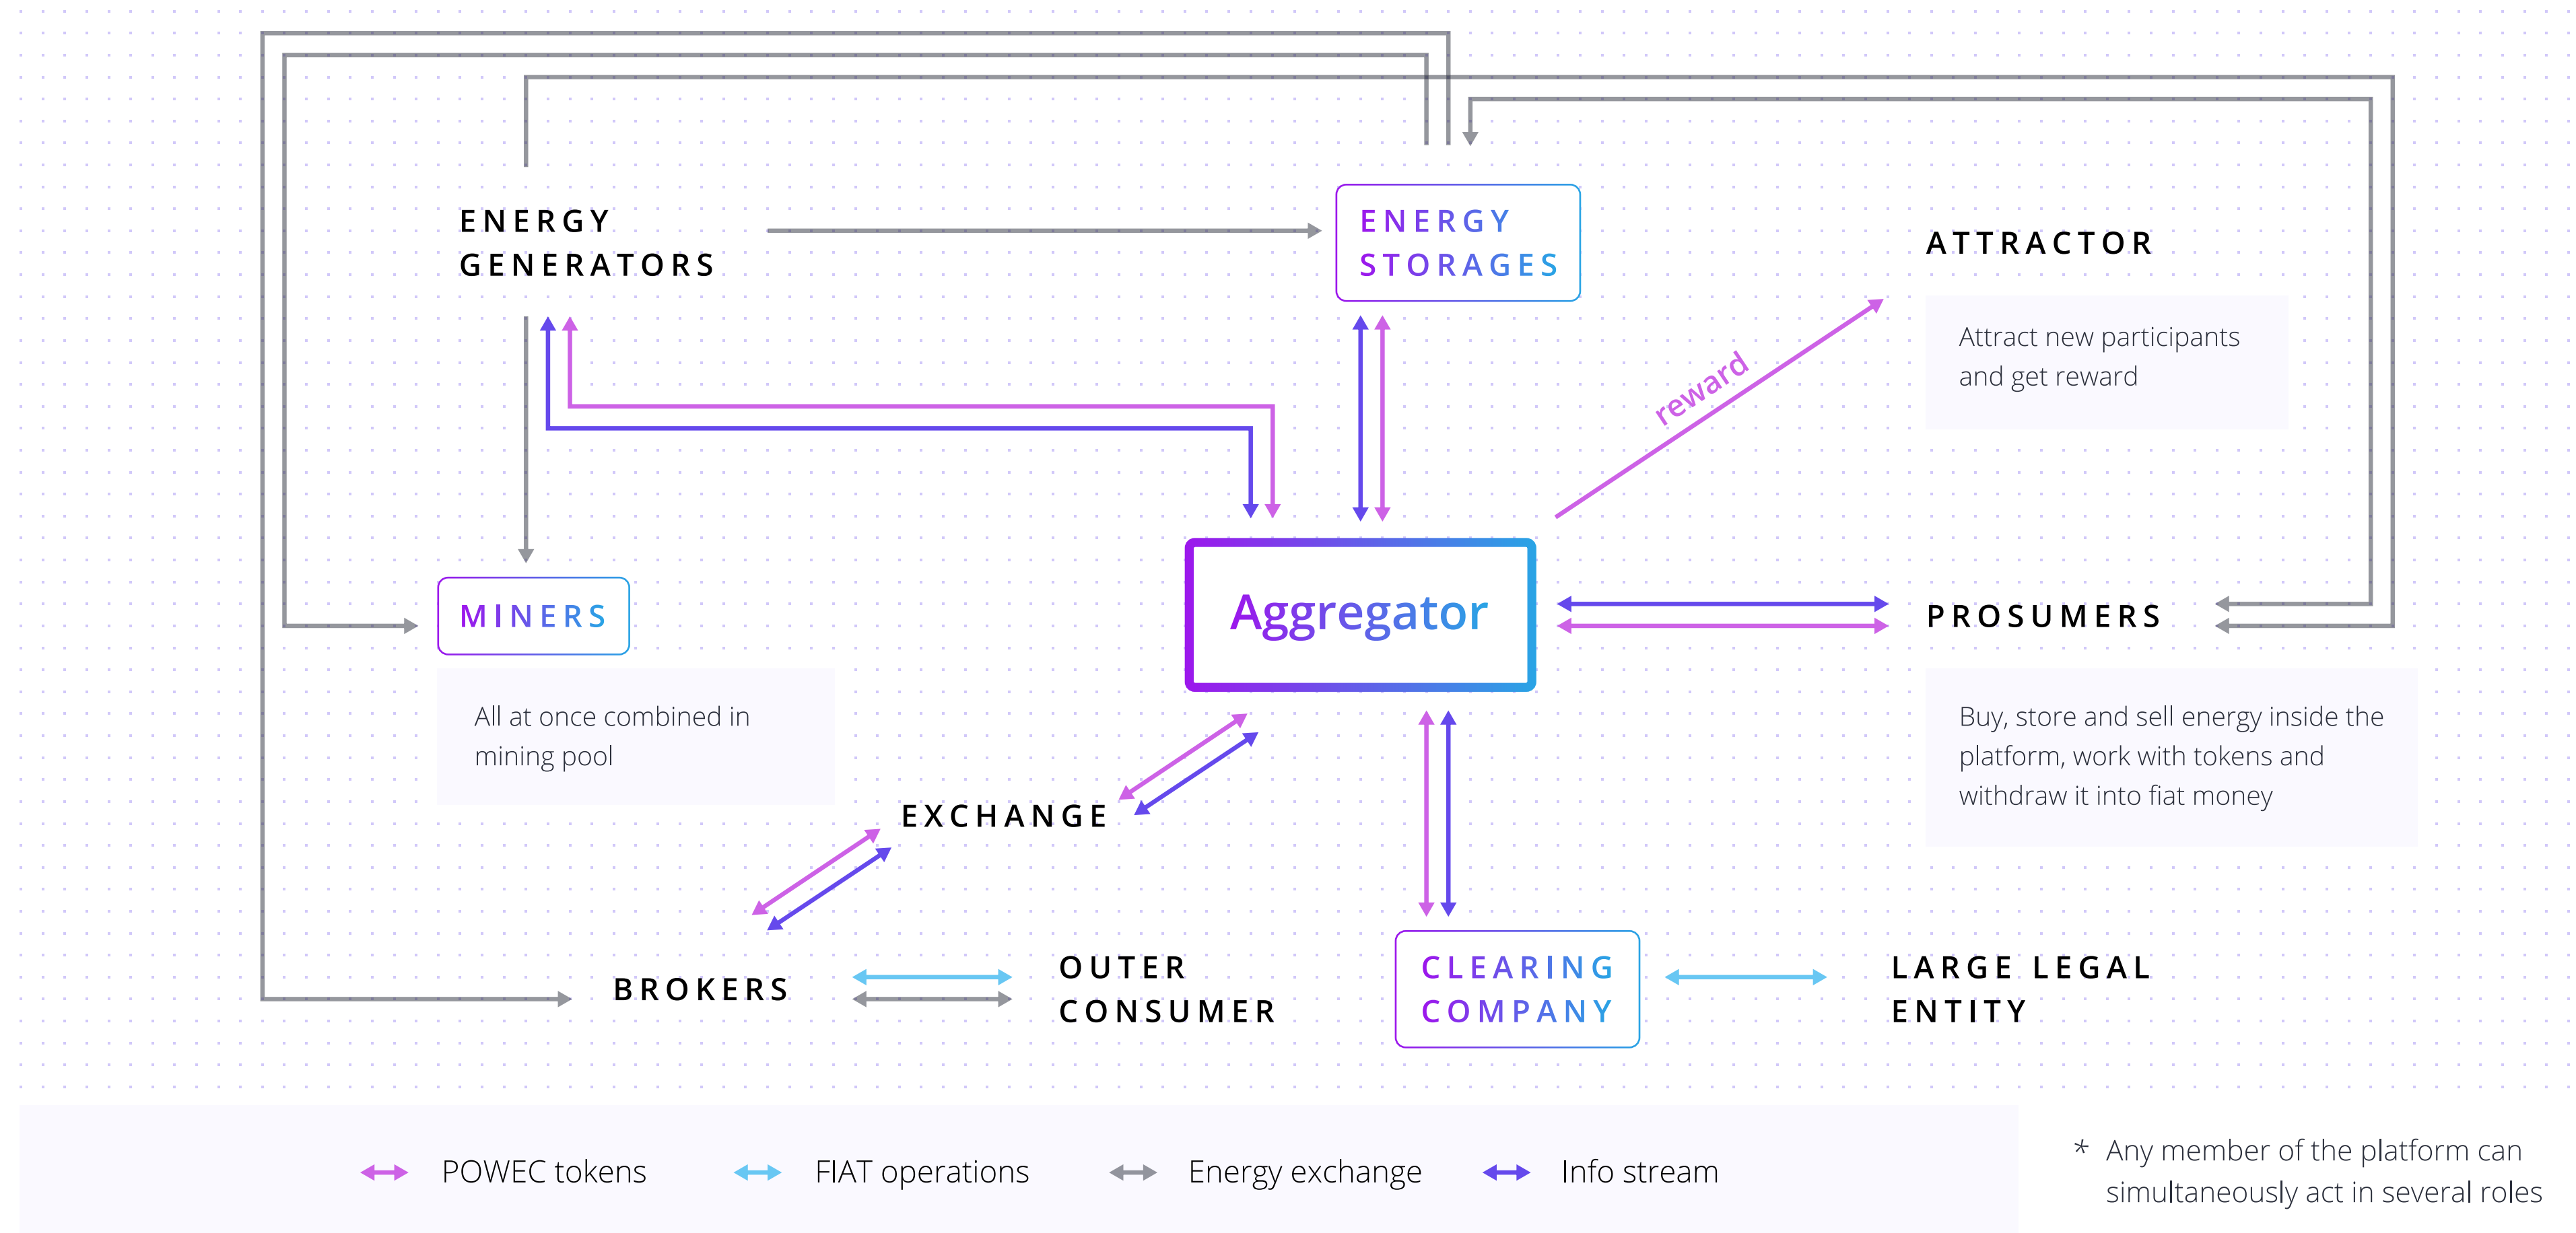 ENERGY
GENERATORS
ENERGY
STORAGES
ATTRACTOR
Attract new participants
and get reward
reward
MINERS
All at once combined in
mining pool
Aggregator
PROSUMERS
Buy, store and sell energy inside the
platform, work with tokens and
withdraw it into fiat money
EXCHANGE
BROKERS
OUTER
CONSUMER
CLEARING
COMPANY
LARGE LEGAL
ENTITY
POWEC tokens
FIAT operations
Energy exchange
Info stream
* Any member of the platform can
simultaneously act in several roles